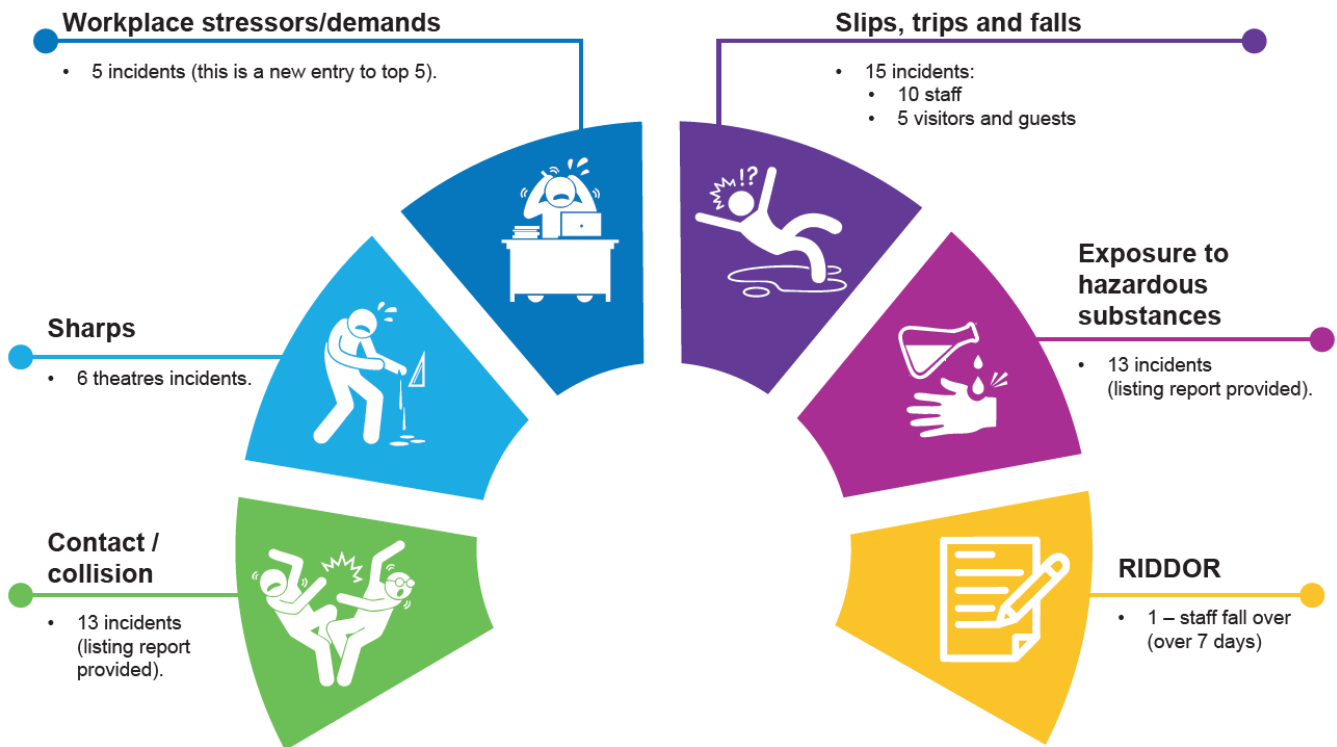 Workplace stressors/demands
• 5 incidents (this is a new entry to top 5).
Slips, trips and falls
• 15 incidents:
• 10 staff
• 5 visitors and guests
!?
Sharps
• 6 theatres incidents.
Exposure to
hazardous
substances
• 13 incidents
(listing report provided).
Contact /
collision
• 13 incidents
(listing report
provided).
RIDDOR
• 1 – staff fall over
(over 7 days)